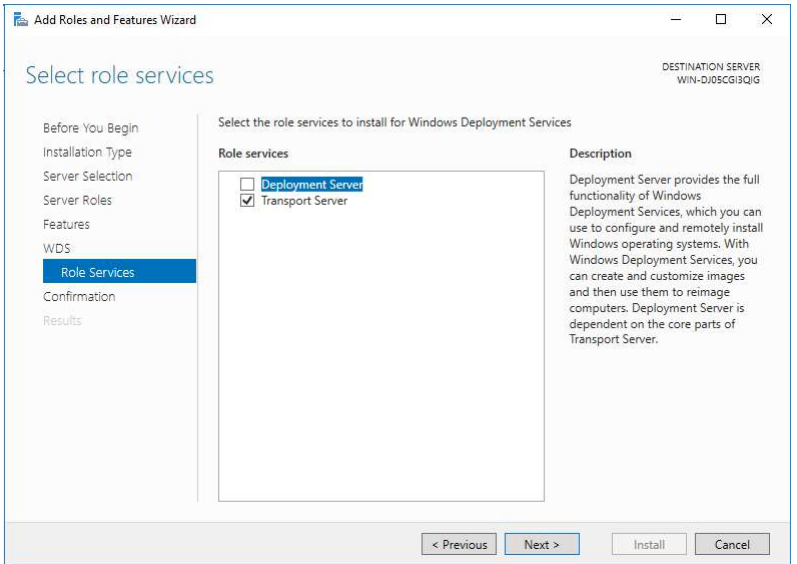 Add Roles and Features Wizard
Select role services
DESTINATION SERVER
WIN-DJ05CGI3QIG
Before You Begin
Installation Type
Server Selection
Server Roles
Features
WDS
Role Services
Confirmation
Results
Select the role services to install for Windows Deployment Services
Role services
Deployment Server
Transport Server
Description
Deployment Server provides the full
functionality of Windows
Deployment Services, which you can
use to configure and remotely install
Windows operating systems. With
Windows Deployment Services, you
can create and customize images
and then use them to reimage
computers. Deployment Server is
dependent on the core parts of
Transport Server.
< Previous
Next >
Install
Cancel